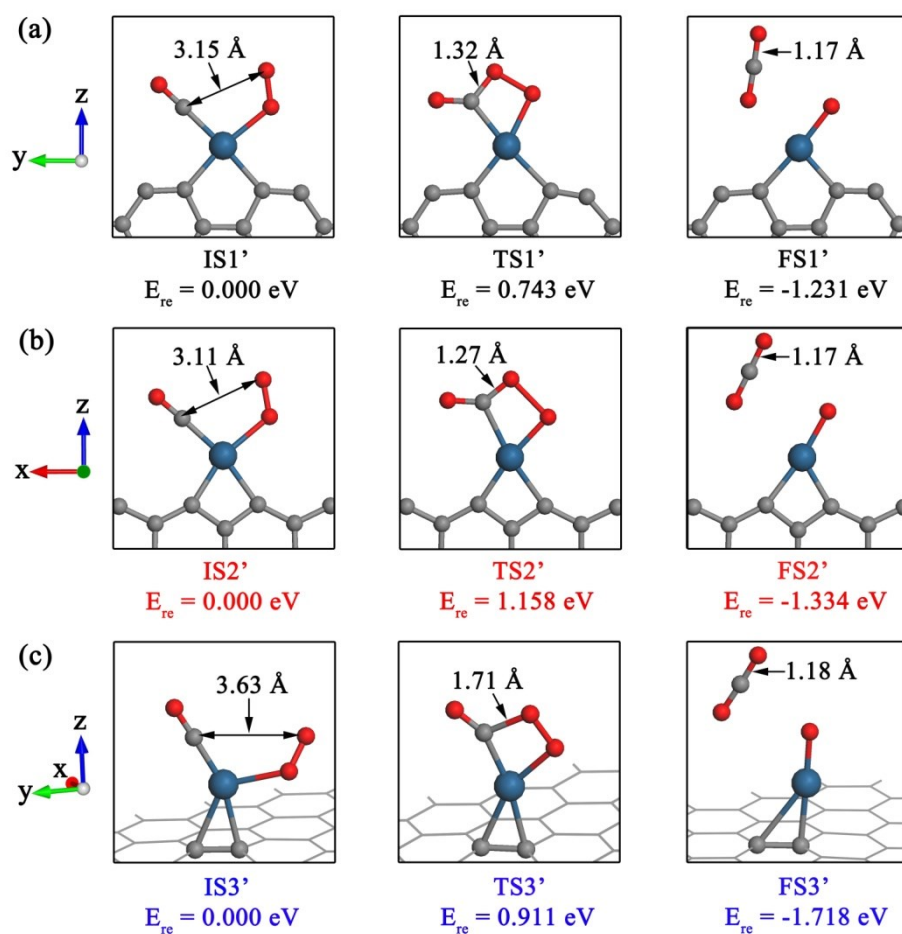 (a)
z
y
3.15 Å
1.32 Å
1.17 Å
IS1’
E_re = 0.000 eV
TS1’
E_re = 0.743 eV
FS1’
E_re = -1.231 eV
(b)
z
x
3.11 Å
1.27 Å
1.17 Å
IS2’
E_re = 0.000 eV
TS2’
E_re = 1.158 eV
FS2’
E_re = -1.334 eV
(c)
z
x
y
3.63 Å
1.71 Å
1.18 Å
IS3’
E_re = 0.000 eV
TS3’
E_re = 0.911 eV
FS3’
E_re = -1.718 eV